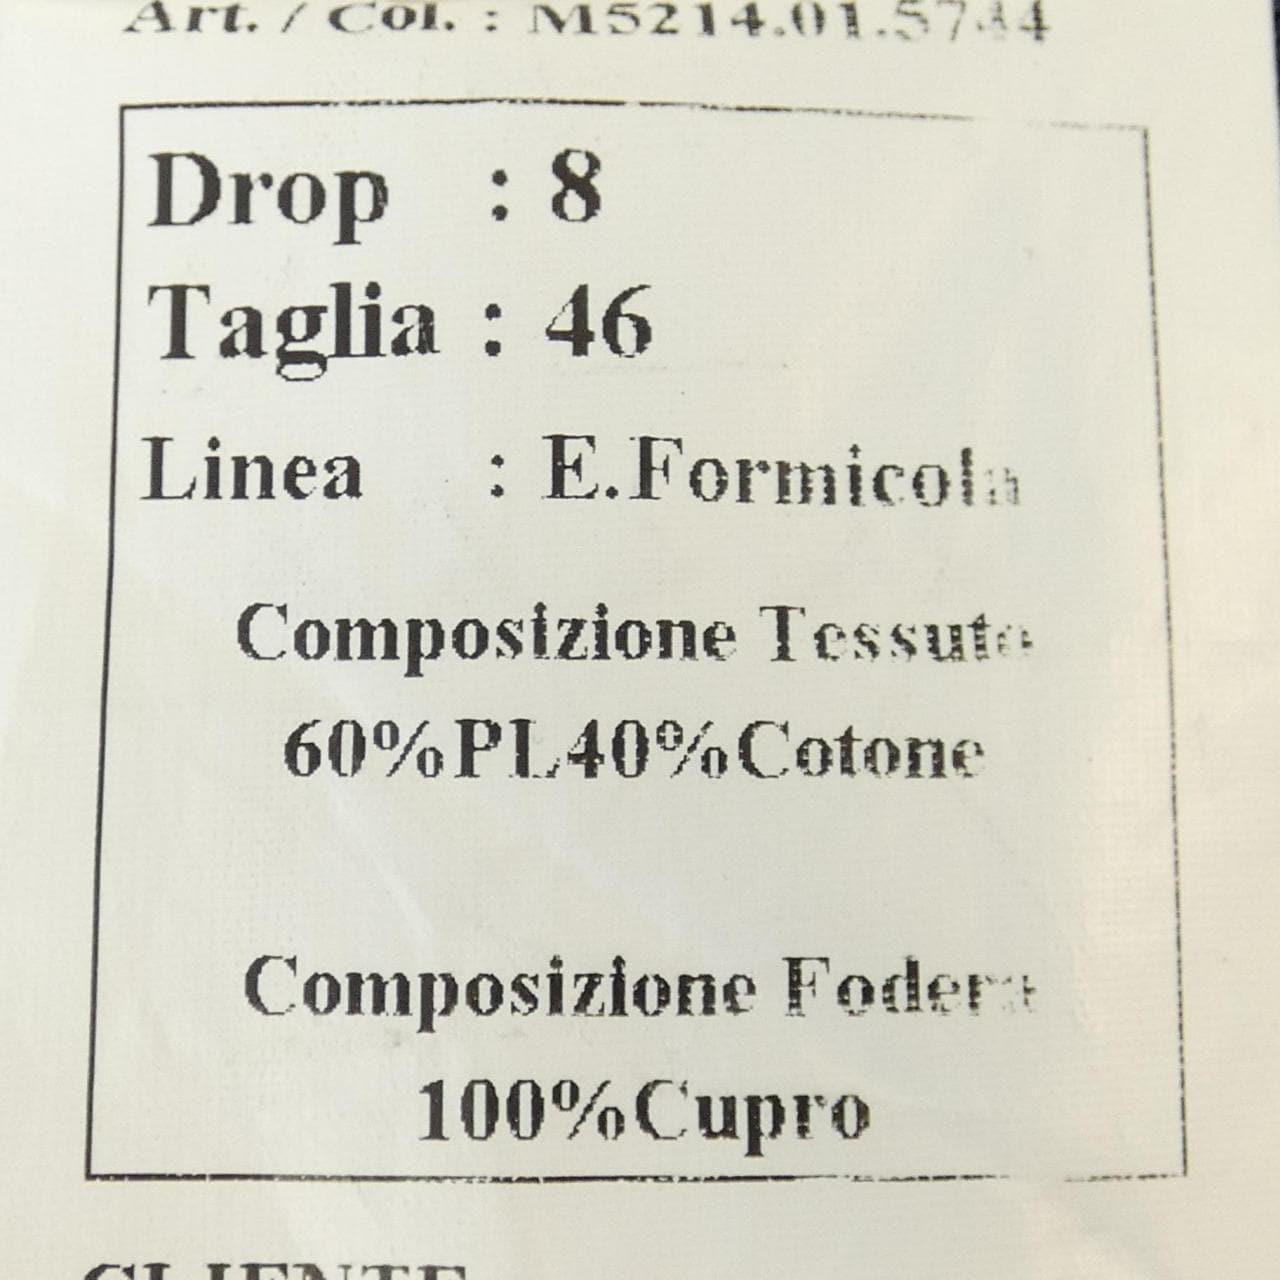 Art. / Col. : M5214.01.5744
Drop : 8
Taglia : 46
Linea : E.Formicola
Composizione Tessuto
60%PL40%Cotone
Composizione Fodera
100%Cupro
CLIENTE